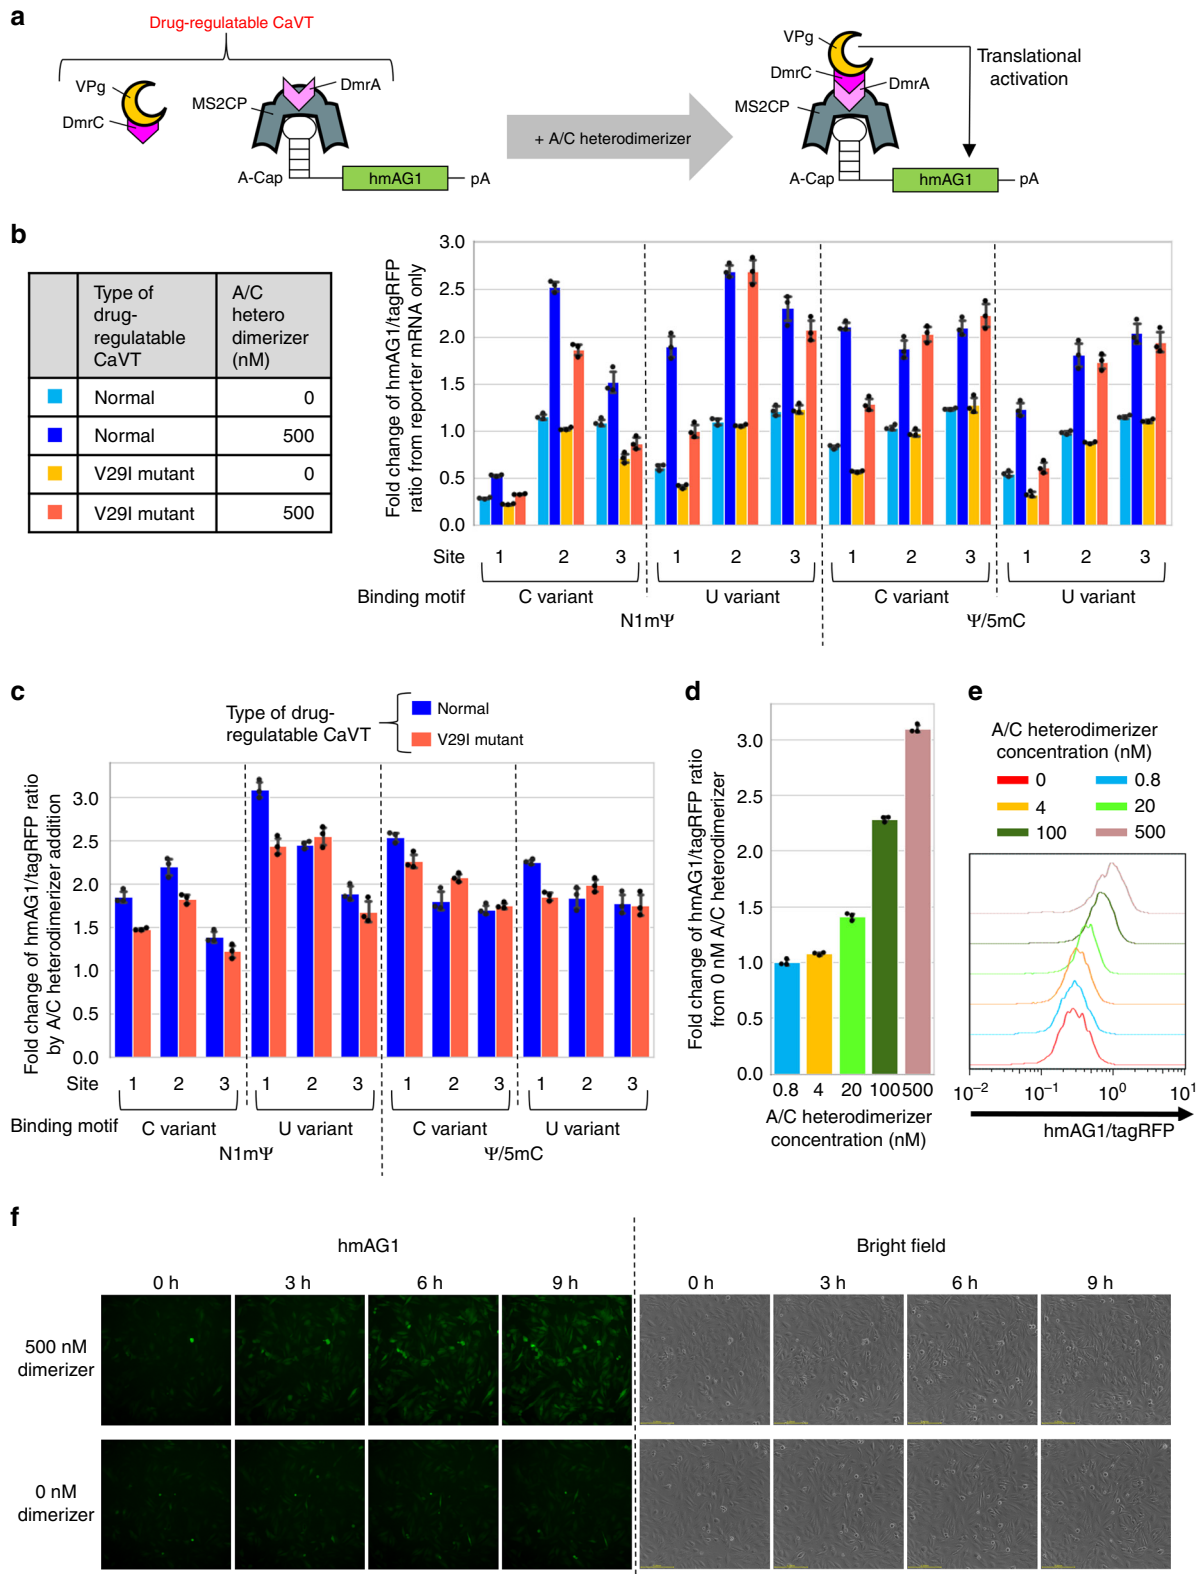 a
Drug-regulatable CaVT
VPg
DmrC
MS2CP
DmrA
A-Cap
hmAG1
pA
+ A/C heterodimerizer
VPg
DmrC
DmrA
MS2CP
Translational
activation
A-Cap
hmAG1
pA
b
Type of
drug-
regulatable
CaVT
A/C
hetero
dimerizer
(nM)
Normal 0
Normal 500
V29I mutant 0
V29I mutant 500
Fold change of hmAG1/tagRFP
ratio from reporter mRNA only
3.0
2.5
2.0
1.5
1.0
0.5
0.0
Site 1 2 3 1 2 3 1 2 3 1 2 3
Binding motif C variant U variant C variant U variant
N1mΨ Ψ/5mC
c
Type of drug-
regulatable CaVT
Normal
V29I mutant
Fold change of hmAG1/tagRFP ratio
by A/C heterodimerizer addition
3.0
2.5
2.0
1.5
1.0
0.5
0.0
Site 1 2 3 1 2 3 1 2 3 1 2 3
Binding motif C variant U variant C variant U variant
N1mΨ Ψ/5mC
d
Fold change of hmAG1/tagRFP ratio
from 0 nM A/C heterodimerizer
3.0
2.5
2.0
1.5
1.0
0.5
0.0
0.8 4 20 100 500
A/C heterodimerizer
concentration (nM)
e
A/C heterodimerizer
concentration (nM)
0 0.8
4 20
100 500
10⁻² 10⁻¹ 10⁰ 10¹
hmAG1/tagRFP
f
hmAG1 Bright field
0 h 3 h 6 h 9 h 0 h 3 h 6 h 9 h
500 nM
dimerizer
0 nM
dimerizer